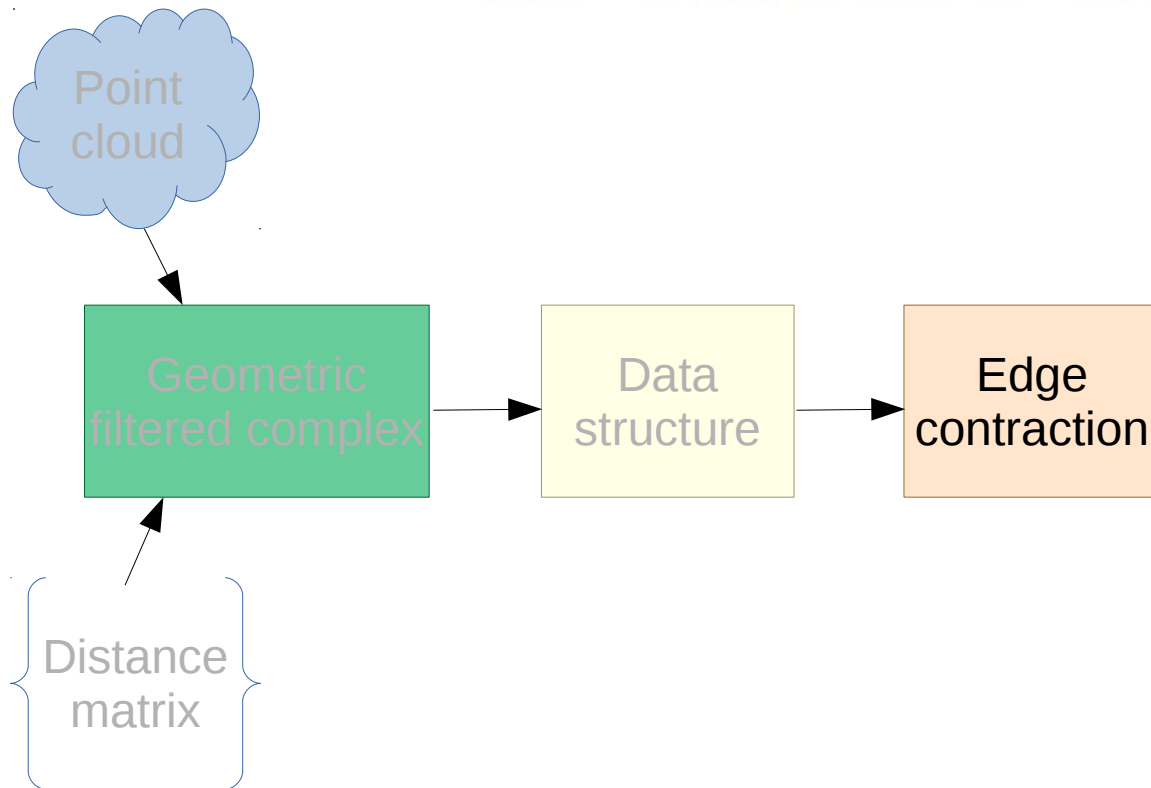 Point
cloud
Geometric
filtered complex
Data
structure
Edge
contraction
Distance
matrix